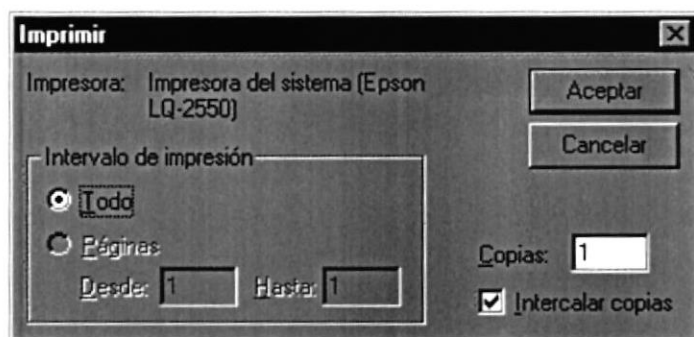 Imprimir
Impresora: Impresora del sistema (Epson
LQ-2550)
Aceptar
Cancelar
Intervalo de impresión
Todo
Páginas
Desde: 1 Hasta: 1
Copias: 1
Intercalar copias